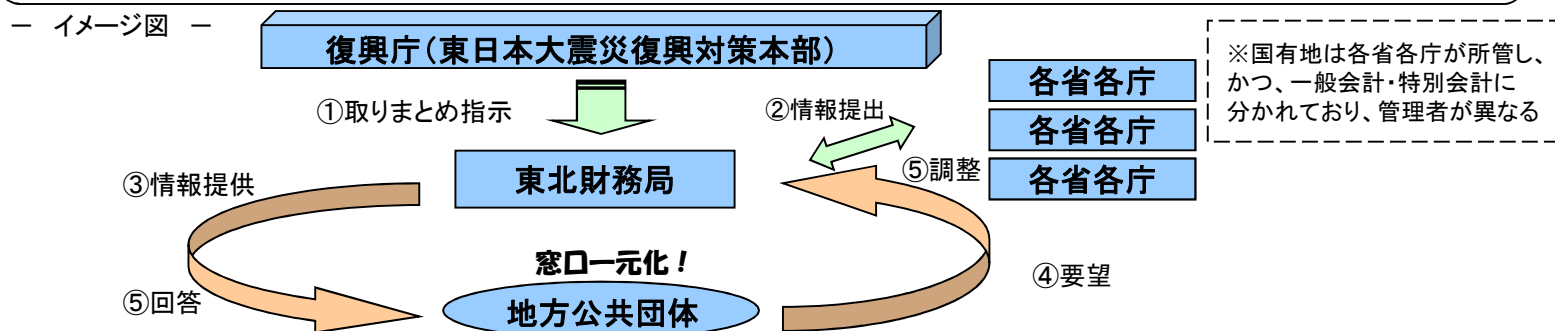 － イメージ図 －
復興庁（東日本大震災復興対策本部）
※国有地は各省各庁が所管し、
かつ、一般会計・特別会計に
分かれており、管理者が異なる
①取りまとめ指示
②情報提出
各省各庁
各省各庁
各省各庁
③情報提供
東北財務局
⑤調整
窓口一元化！
④要望
⑤回答
地方公共団体